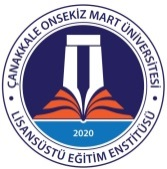 ÇANAKKALE ONSEKİZ MART ÜNİVERSİTESİ
LİSANSÜSTÜ EĞİTİM ENSTİTÜSÜ
2020